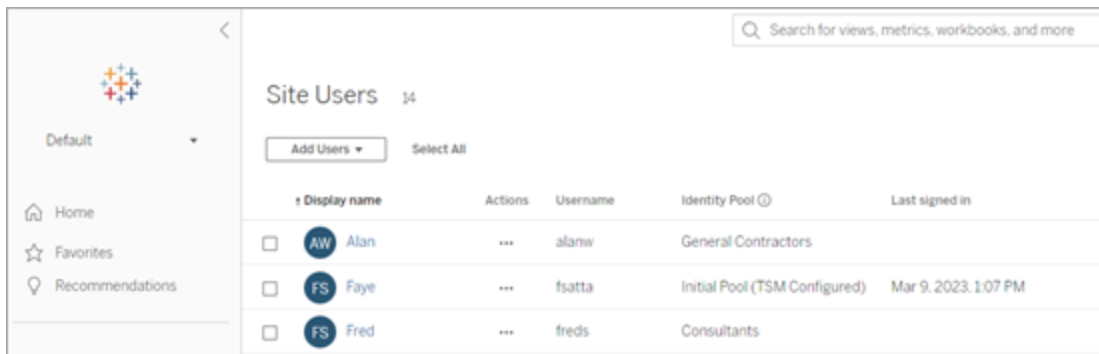 Search for views, metrics, workbooks, and more
Site Users 14
Default
Add Users Select All
Display name Actions Username Identity Pool Last signed in
Home
AW Alan ... alanw General Contractors
Favorites
FS Faye ... fsatta Initial Pool (TSM Configured) Mar 9, 2023, 1:07 PM
Recommendations
FS Fred ... freds Consultants